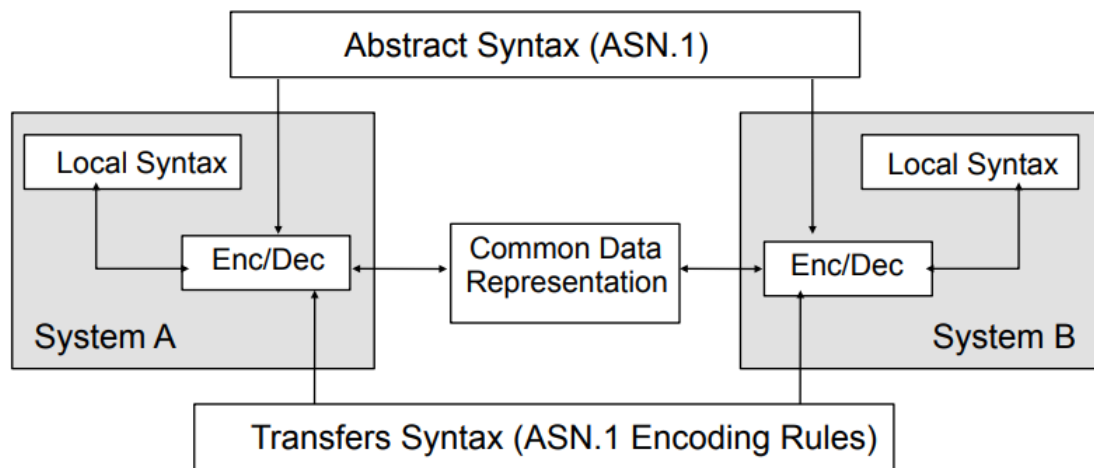 Abstract Syntax (ASN.1)
Local Syntax
Local Syntax
Enc/Dec
Common Data
Representation
Enc/Dec
System A
System B
Transfers Syntax (ASN.1 Encoding Rules)